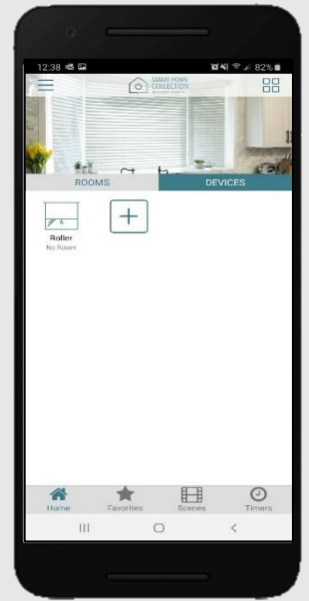 12:38
82%
SMART HOME
COLLECTION
ROOMS
DEVICES
Roller
No Room
Home
Favorites
Scenes
Timers